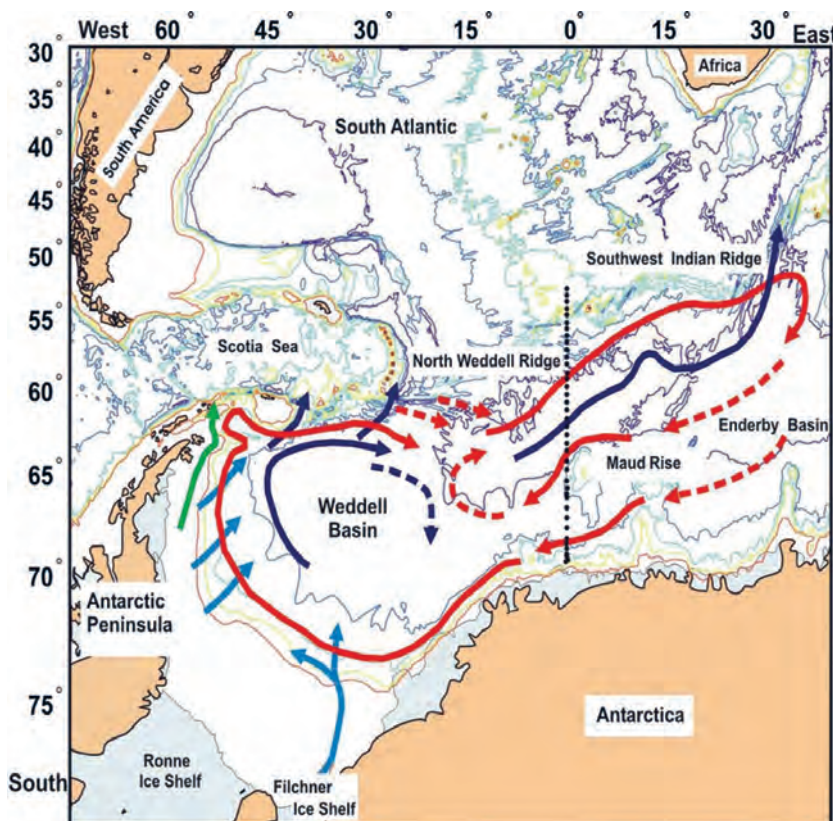 West 60° 45° 30° 15° 0° 15° 30° East
30°
35°
40°
45°
50°
55°
60°
65°
70°
75°
South
South America
Africa
South Atlantic
Southwest Indian Ridge
Scotia Sea
North Weddell Ridge
Enderby Basin
Maud Rise
Weddell
Basin
Antarctic
Peninsula
Antarctica
Ronne
Ice Shelf
Filchner
Ice Shelf